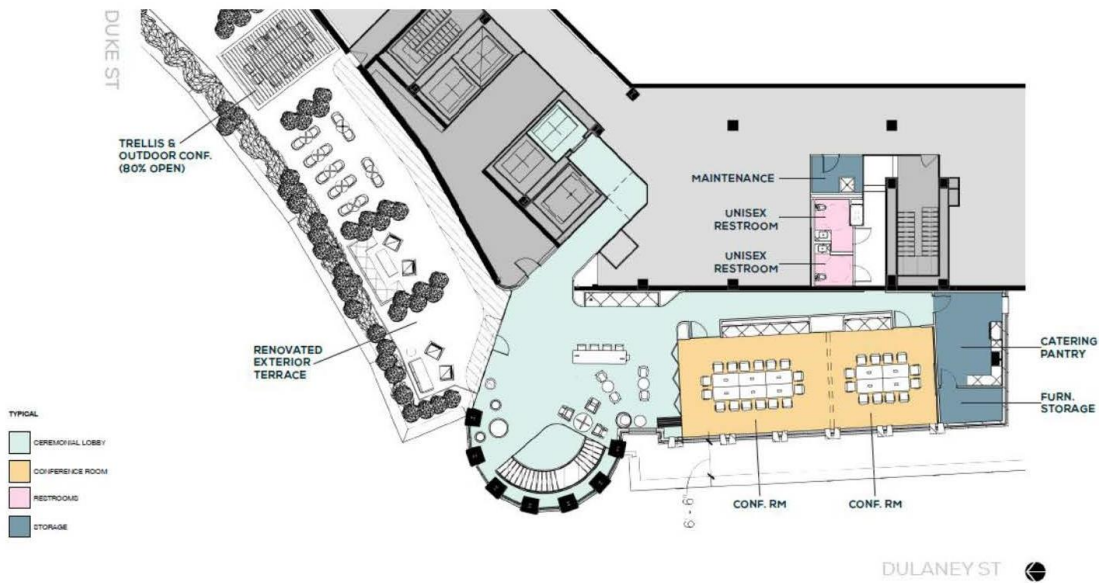 DUKE ST
TRELLIS &
OUTDOOR CONF.
(80% OPEN)
MAINTENANCE
UNISEX
RESTROOM
UNISEX
RESTROOM
RENOVATED
EXTERIOR
TERRACE
CATERING
PANTRY
FURN.
STORAGE
CONF. RM
CONF. RM
TYPICAL
CEREMONIAL LOBBY
CONFERENCE ROOM
RESTROOMS
STORAGE
DULANEY ST